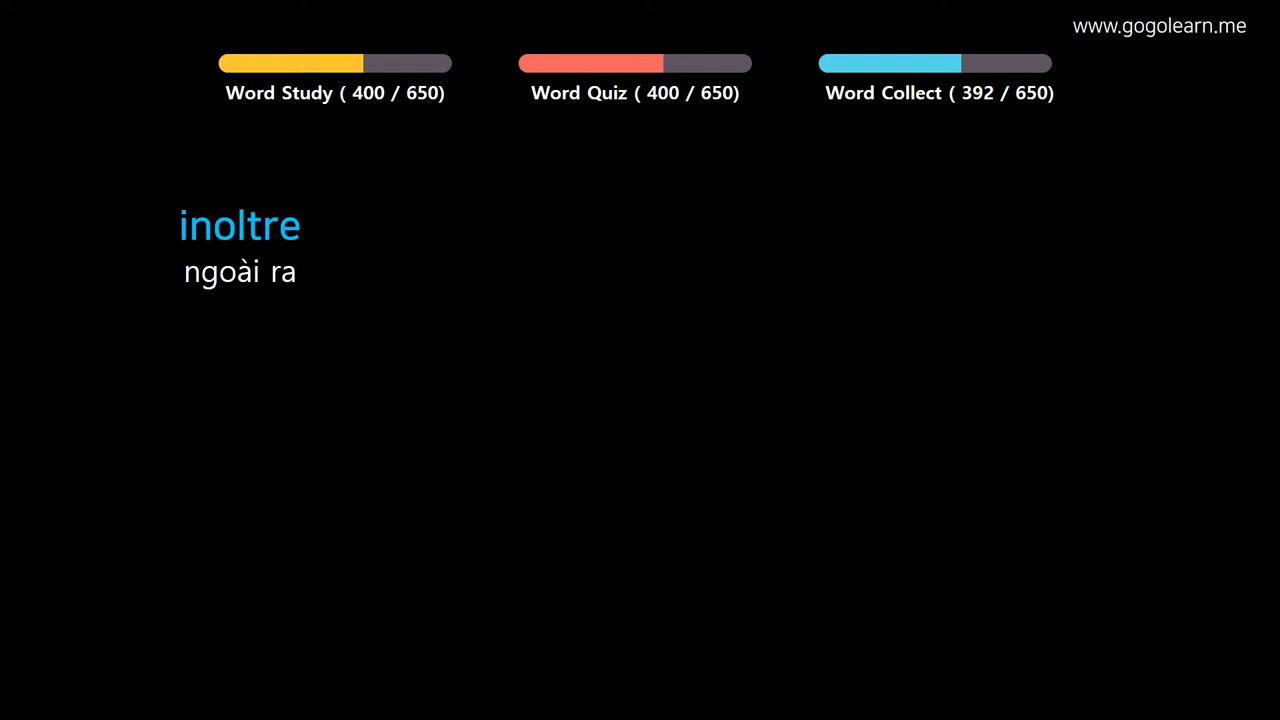 www.gogolearn.me
Word Study ( 400 / 650)
Word Quiz ( 400 / 650)
Word Collect ( 392 / 650)
inoltre
ngoài ra